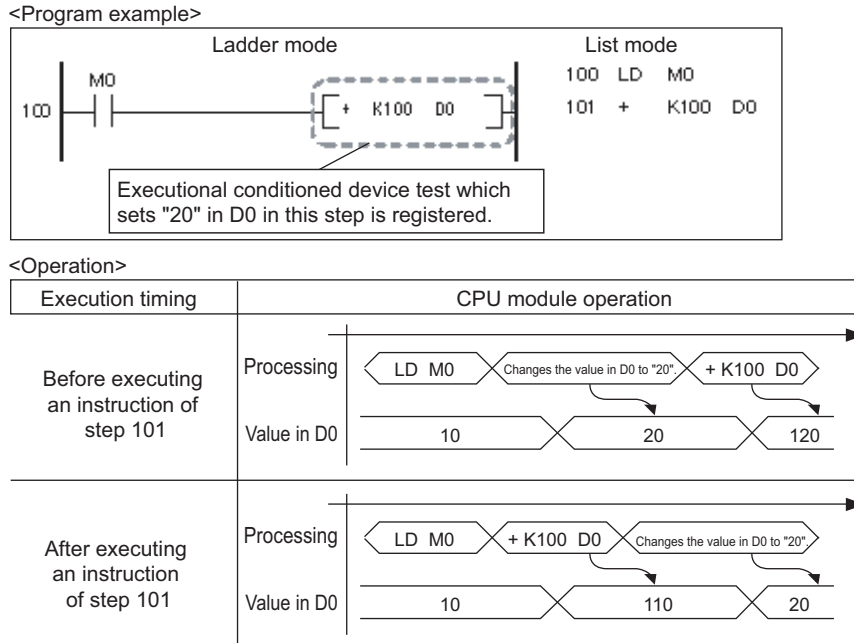 <Program example>
Ladder mode
List mode
M0
100
+ K100 D0
100 LD M0
101 + K100 D0
Executional conditioned device test which
sets "20" in D0 in this step is registered.
<Operation>
Execution timing
CPU module operation
Before executing
an instruction of
step 101
Processing
LD M0
Changes the value in D0 to "20".
+ K100 D0
Value in D0
10
20
120
After executing
an instruction
of step 101
Processing
LD M0
+ K100 D0
Changes the value in D0 to "20".
Value in D0
10
110
20